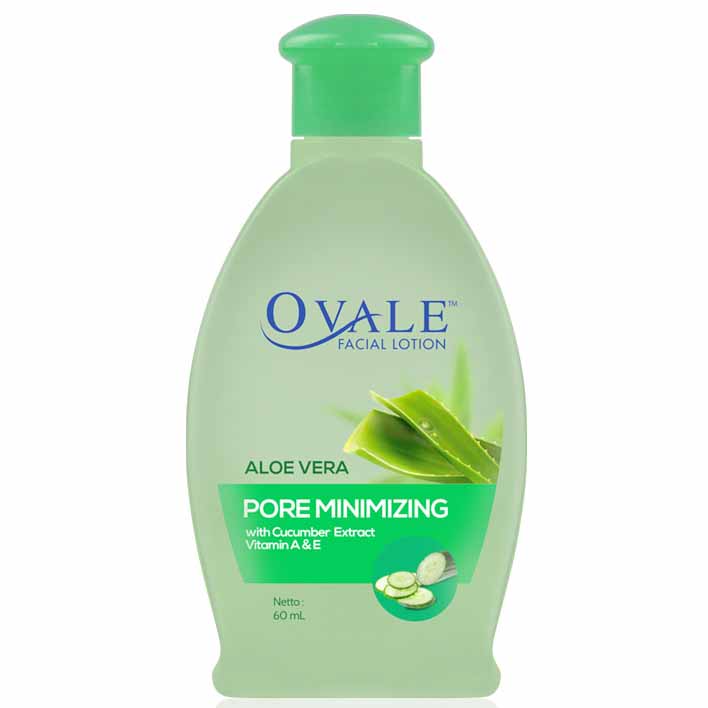 OVALE™
FACIAL LOTION
ALOE VERA
PORE MINIMIZING
with Cucumber Extract
Vitamin A & E
Netto :
60 mL